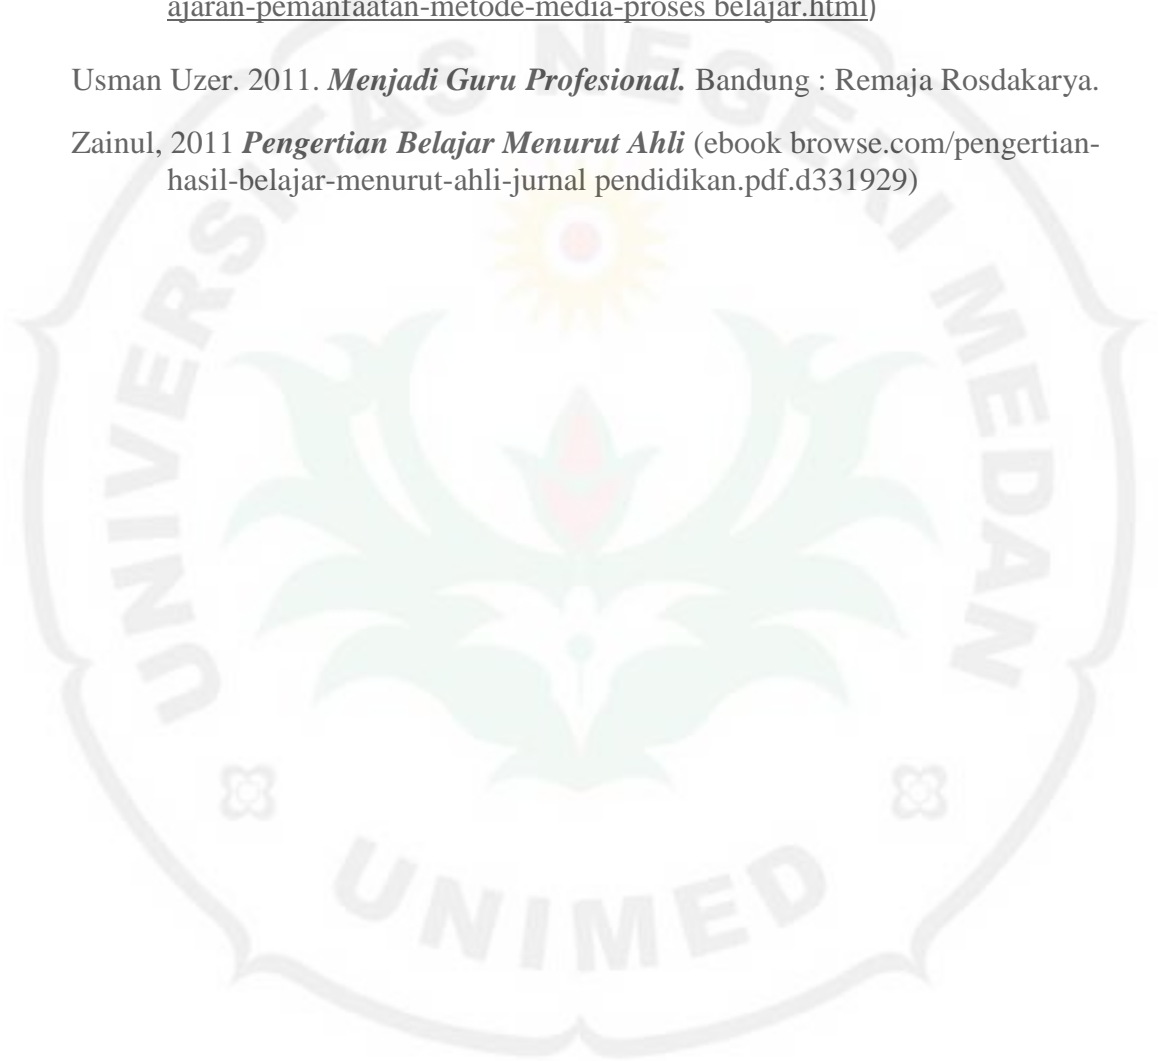 ajaran-pemanfaatan-metode-media-proses belajar.html)
Usman Uzer. 2011. Menjadi Guru Profesional. Bandung : Remaja Rosdakarya.
Zainul, 2011 Pengertian Belajar Menurut Ahli (ebook browse.com/pengertian-
hasil-belajar-menurut-ahli-jurnal pendidikan.pdf.d331929)
UNIVERSITAS NEGERI MEDAN
UNIMED